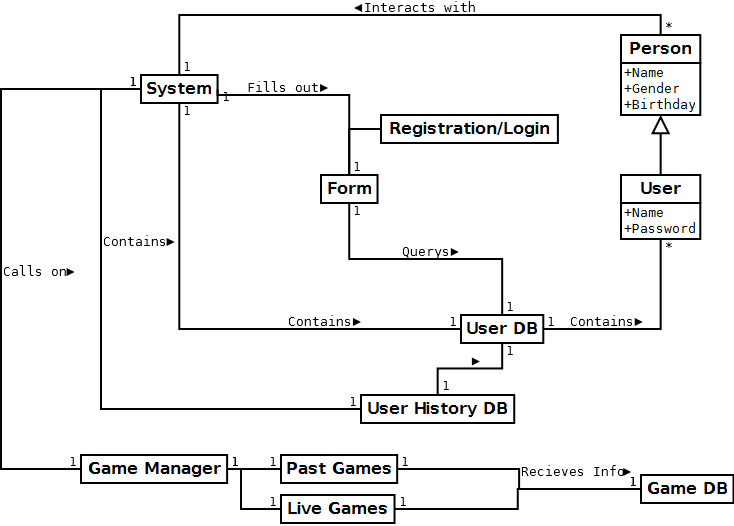 ◄Interacts with
*
Person
+Name
+Gender
+Birthday
1
1
System
1
1
Fills out►
Registration/Login
1
Form
1
User
+Name
+Password
*
Contains►
Querys►
Calls on►
1
Contains►
1
User DB
1
Contains►
1
►
1
1
User History DB
1
Game Manager
1
1
Past Games
1
Recieves Info►
1
Game DB
1
Live Games
1